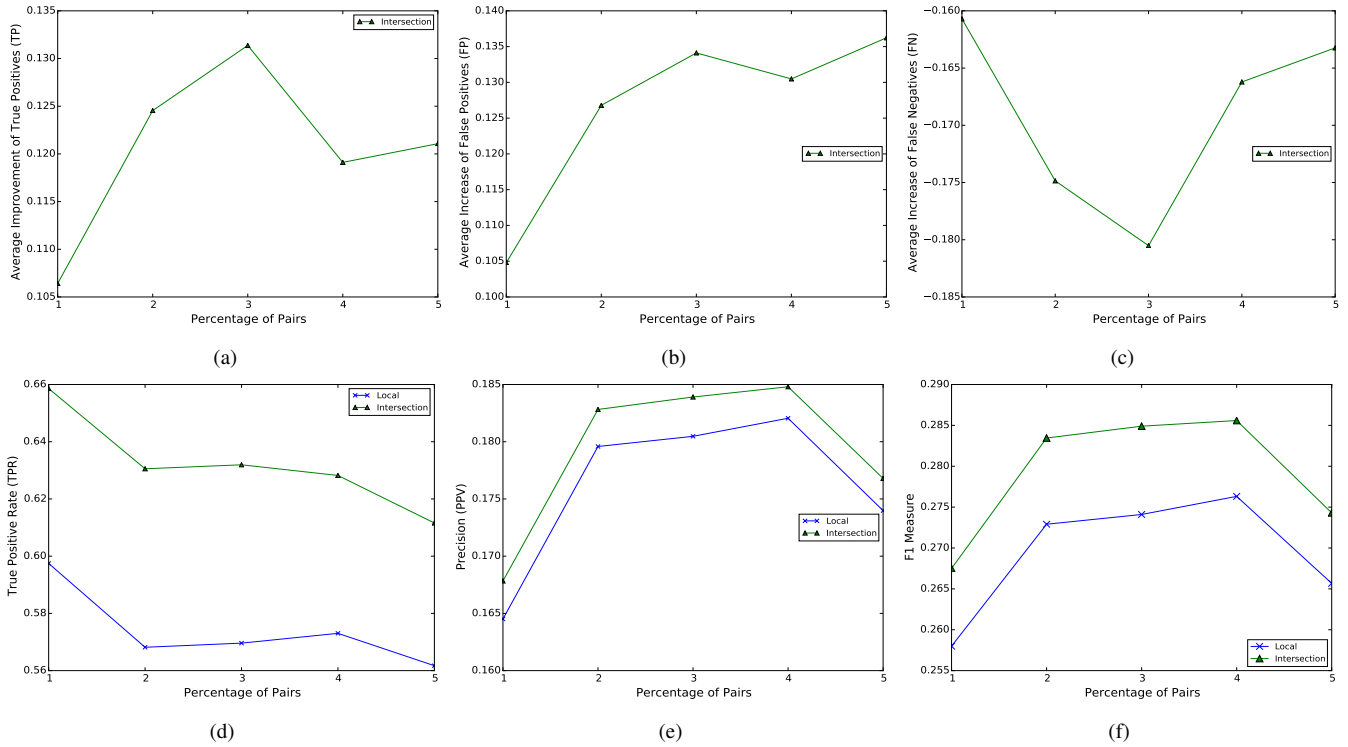 0.135
0.130
0.125
0.120
0.115
0.110
0.105
Average Improvement of True Positives (TP)
Intersection
1 2 3 4 5
Percentage of Pairs
(a)
0.140
0.135
0.130
0.125
0.120
0.115
0.110
0.105
0.100
Average Increase of False Positives (FP)
Intersection
1 2 3 4 5
Percentage of Pairs
(b)
−0.160
−0.165
−0.170
−0.175
−0.180
−0.185
Average Increase of False Negatives (FN)
Intersection
1 2 3 4 5
Percentage of Pairs
(c)
0.66
0.64
0.62
0.60
0.58
0.56
True Positive Rate (TPR)
Local
Intersection
1 2 3 4 5
Percentage of Pairs
(d)
0.185
0.180
0.175
0.170
0.165
0.160
Precision (PPV)
Local
Intersection
1 2 3 4 5
Percentage of Pairs
(e)
0.290
0.285
0.280
0.275
0.270
0.265
0.260
0.255
F1 Measure
Local
Intersection
1 2 3 4 5
Percentage of Pairs
(f)